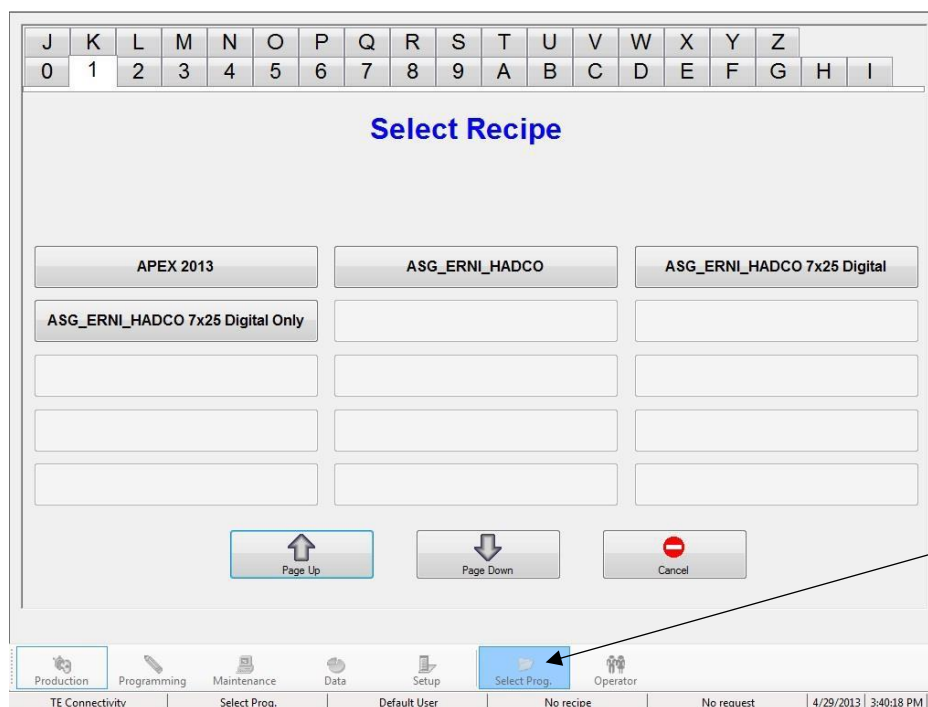 J K L M N O P Q R S T U V W X Y Z
0 1 2 3 4 5 6 7 8 9 A B C D E F G H I
Select Recipe
APEX 2013 ASG_ERNI_HADCO ASG_ERNI_HADCO 7x25 Digital
ASG_ERNI_HADCO 7x25 Digital Only
Page Up Page Down Cancel
Production Programming Maintenance Data Setup Select Prog. Operator
TE Connectivity Select Prog. Default User No recipe No request 4/29/2013 3:40:18 PM